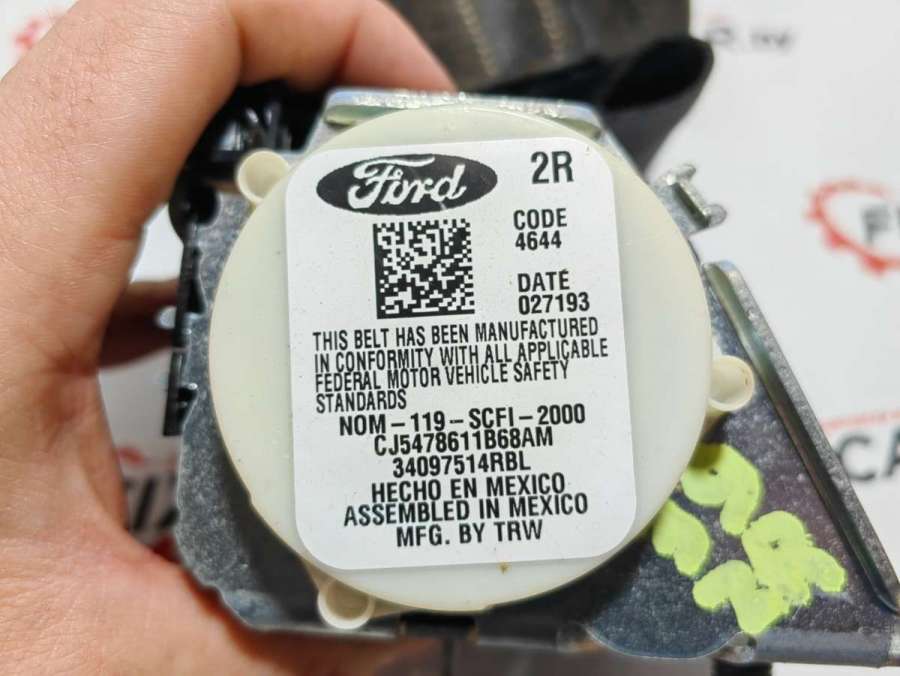 Ford
2R
CODE
4644
DATE
027193
THIS BELT HAS BEEN MANUFACTURED
IN CONFORMITY WITH ALL APPLICABLE
FEDERAL MOTOR VEHICLE SAFETY
STANDARDS
NOM-119-SCFI-2000
CJ5478611B68AM
34097514RBL
HECHO EN MEXICO
ASSEMBLED IN MEXICO
MFG. BY TRW